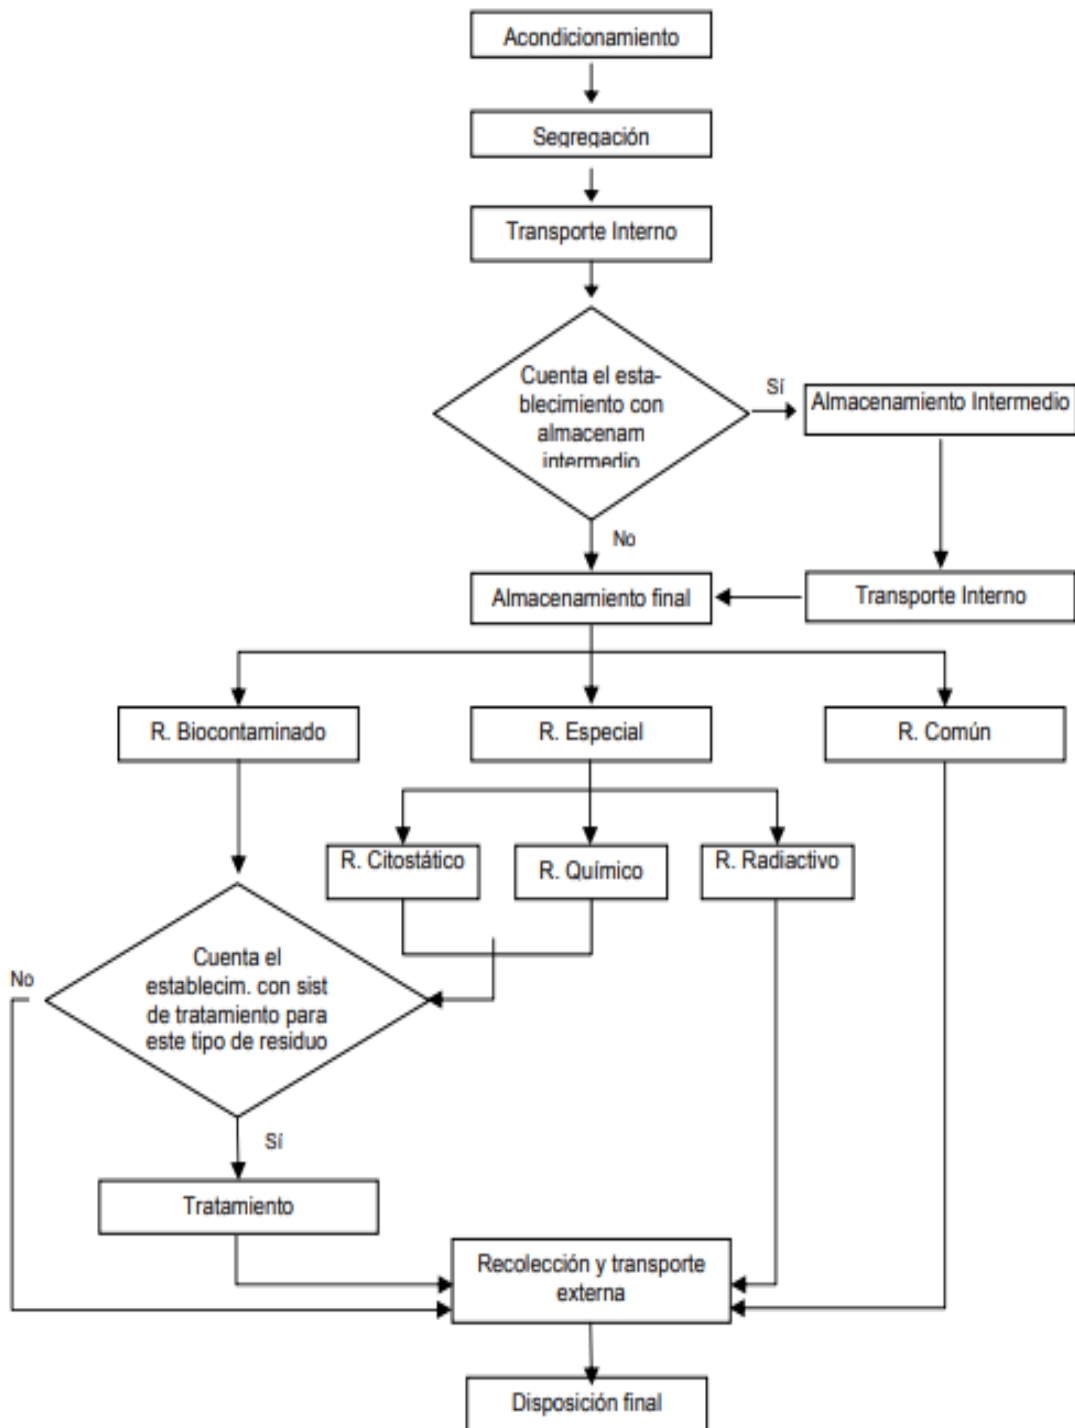 Acondicionamiento
Segregación
Transporte Interno
Cuenta el esta-
blecimiento con
almacenam
intermedio
Sí
Almacenamiento Intermedio
No
Almacenamiento final
Transporte Interno
R. Biocontaminado
R. Especial
R. Común
R. Citostático
R. Químico
R. Radiactivo
No
Cuenta el
establecim. con sist
de tratamiento para
este tipo de residuo
Sí
Tratamiento
Recolección y transporte
externa
Disposición final